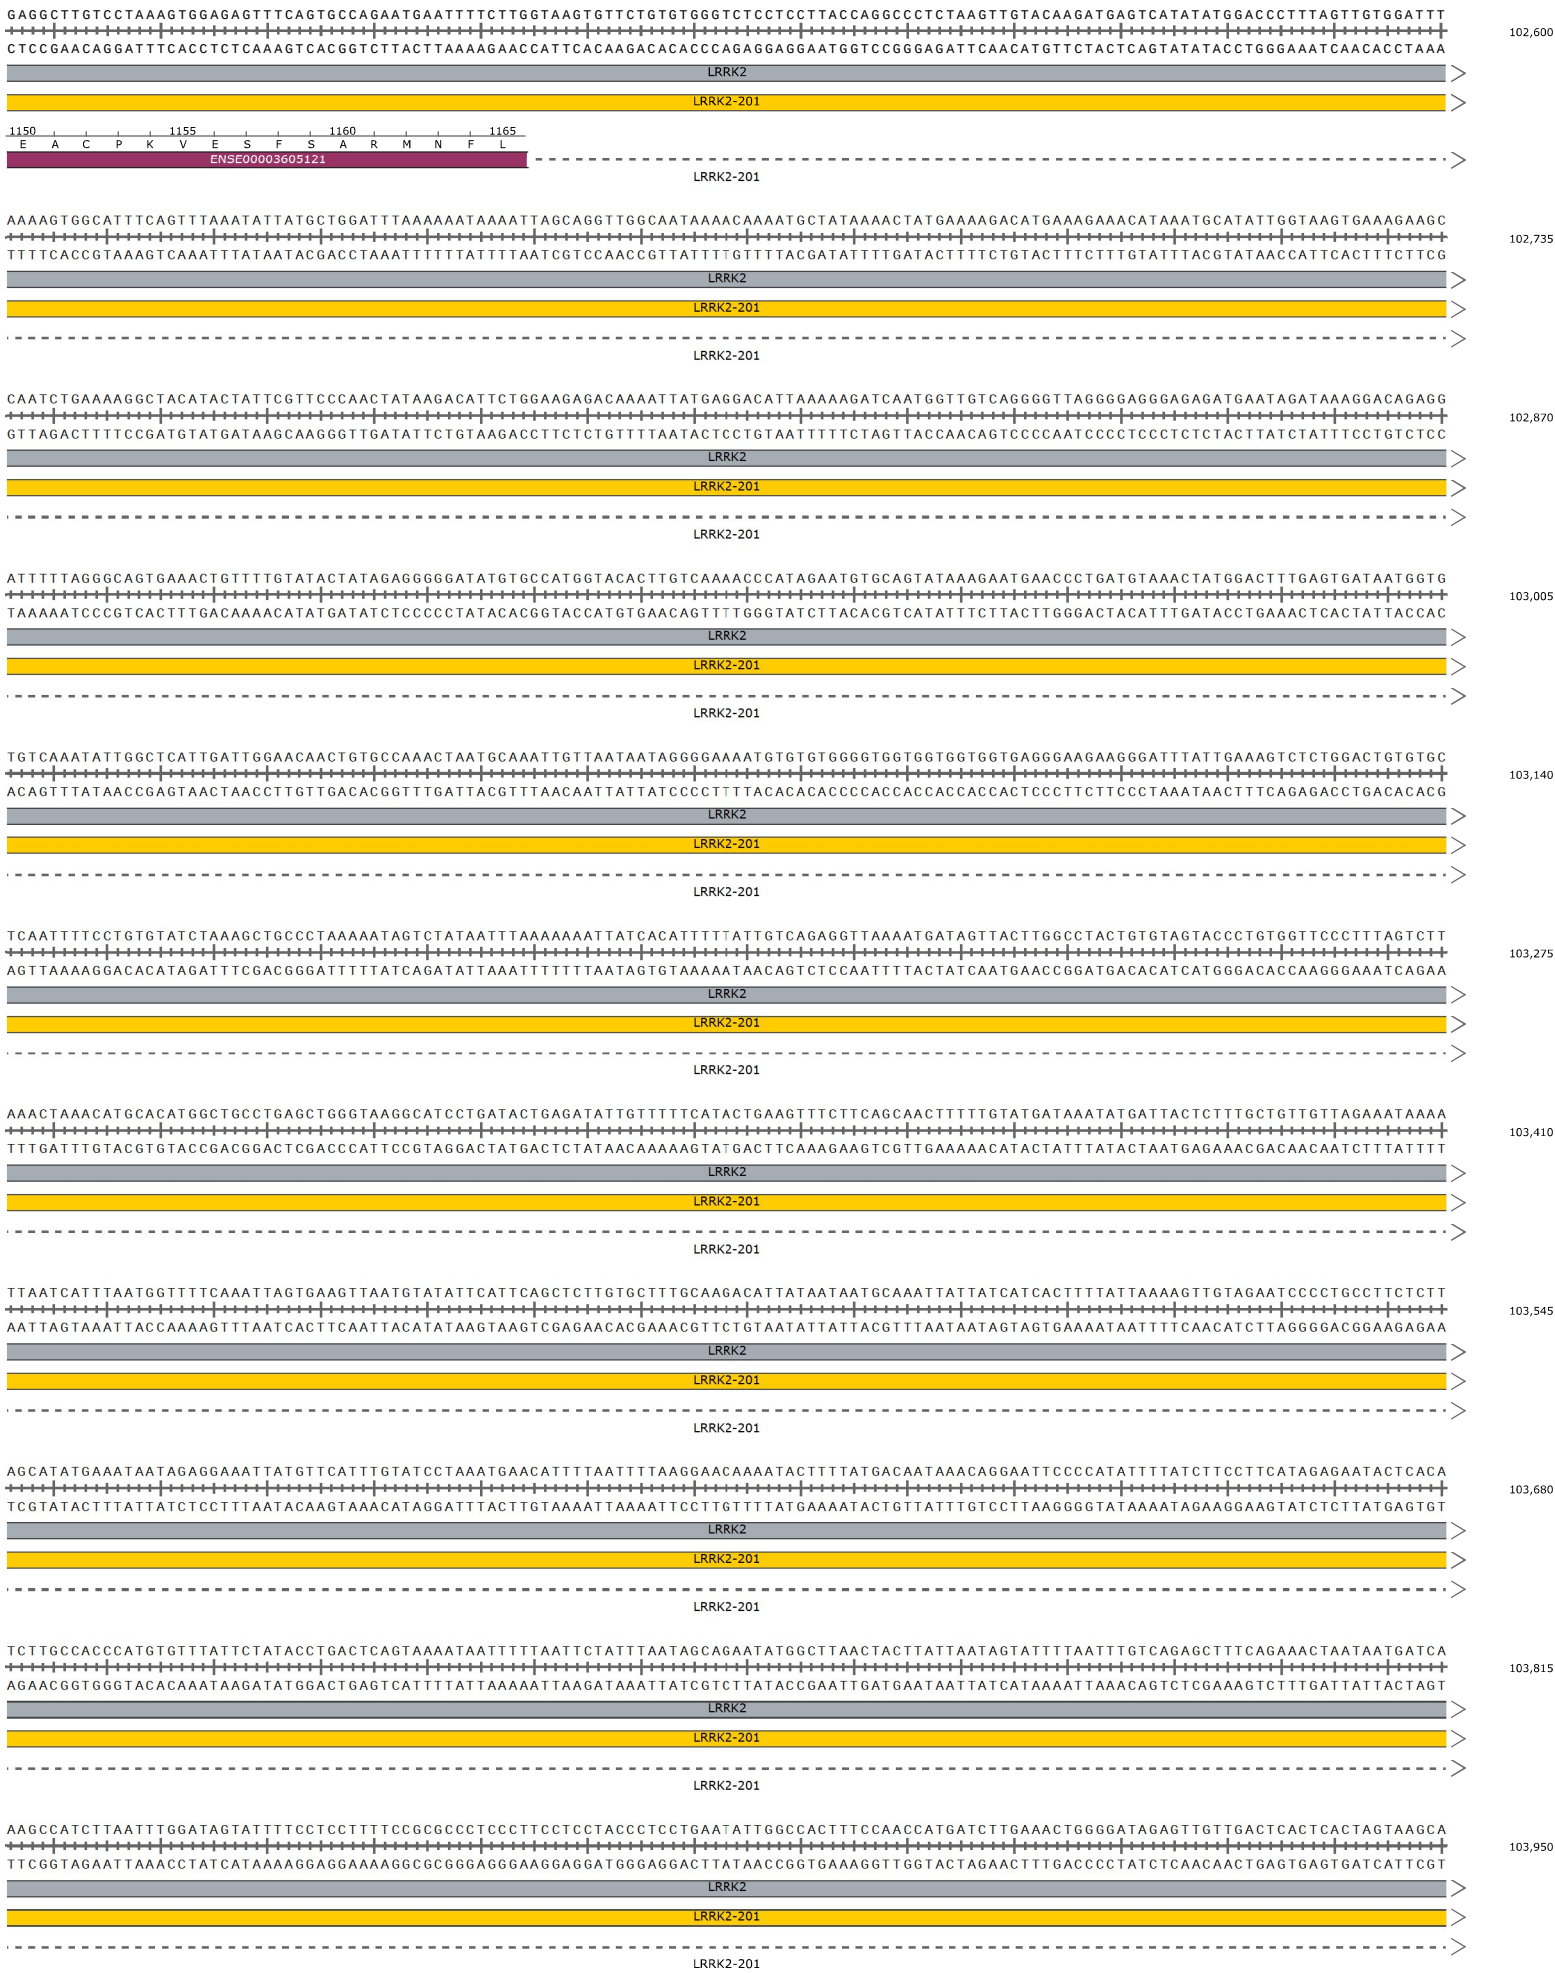 GAGGCTTGTCCTAAAGTGGAGAGTTTCAGTGCCAGAATGAATTTTCTTGGTAAGTGTTCTGTGTGGGTCTCCTCCTTACCAGGCCCTCTAAGTTGTACAAGATGAGTCATATATGGACCCTTTAGTTGTGGATTT
102,600
CTCCGAACAGGATTTCACCTCTCAAAGTCACGGTCTTACTTAAAAGAACCATTCACAAGACACACCCAGAGGAGGAATGGTCCGGGAGATTCAACATGTTCTACTCAGTATATACCTGGGAAATCAACACCTAAA
LRRK2
LRRK2-201
1150 1155 1160 1165
E A C P K V E S F S A R M N F L
ENSE00003605121
LRRK2-201
AAAAGTGGCATTTCAGTTTAAATATTATGCTGGATTTAAAAAATAAAATTAGCAGGTTGGCAATAAAACAAAATGCTATAAAACTATGAAAAGACATGAAAGAAACATAAATGCATATTGGTAAGTGAAAGAAGC
102,735
TTTTCACCGTAAAGTCAAATTTATAATACGACCTAAATTTTTTATTTTAATCGTCCAACCGTTATTTTGTTTTACGATATTTTGATACTTTTCTGTACTTTCTTTGTATTTACGTATAACCATTCACTTTCTTCG
LRRK2
LRRK2-201
LRRK2-201
CAATCTGAAAAGGCTACATACTATTCGTTCCCAACTATAAGACATTCTGGAAGAGACAAAATTATGAGGACATTAAAAAGATCAATGGTTGTCAGGGGTTAGGGGAGGGAGAGATGAATAGATAAAGGACAGAGG
102,870
GTTAGACTTTTCCGATGTATGATAAGCAAGGGTTGATATTCTGTAAGACCTTCTCTGTTTTAATACTCCTGTAATTTTTCTAGTTACCAACAGTCCCCAATCCCCTCCCTCTCTACTTATCTATTTCCTGTCTCC
LRRK2
LRRK2-201
LRRK2-201
ATTTTTAGGGCAGTGAAACTGTTTTGTATACTATAGAGGGGGATATGTGCCATGGTACACTTGTCAAAACCCATAGAATGTGCAGTATAAAGAATGAACCCTGATGTAAACTATGGACTTTGAGTGATAATGGTG
103,005
TAAAAATCCCGTCACTTTGACAAAACATATGATATCTCCCCCTATACACGGTACCATGTGAACAGTTTTGGGTATCTTACACGTCATATTTCTTACTTGGGACTACATTTGATACCTGAAACTCACTATTACCAC
LRRK2
LRRK2-201
LRRK2-201
TGTCAAATATTGGCTCATTGATTGGAACAACTGTGCCAAACTAATGCAAATTGTTAATAATAGGGGAAAATGTGTGTGGGGTGGTGGTGGTGGTGAGGGAAGAAGGGATTTATTGAAAGTCTCTGGACTGTGTGC
103,140
ACAGTTTATAACCGAGTAACTAACCTTGTTGACACGGTTTGATTACGTTTAACAATTATTATCCCCTTTTACACACACCCCACCACCACCACCACTCCCTTCTTCCCTAAATAACTTTCAGAGACCTGACACACG
LRRK2
LRRK2-201
LRRK2-201
TCAATTTTCCTGTGTATCTAAAGCTGCCCTAAAAATAGTCTATAATTTAAAAAAATTATCACATTTTTATTGTCAGAGGTTAAAATGATAGTTACTTGGCCTACTGTGTAGTACCCTGTGGTTCCCTTTAGTCTT
103,275
AGTTAAAAGGACACATAGATTTCGACGGGATTTTTATCAGATATTAAATTTTTTTAATAGTGTAAAAATAACAGTCTCCAATTTTACTATCAATGAACCGGATGACACATCATGGGACACCAAGGGAAATCAGAA
LRRK2
LRRK2-201
LRRK2-201
AAACTAAACATGCACATGGCTGCCTGAGCTGGGTAAGGCATCCTGATACTGAGATATTGTTTTTCATACTGAAGTTTCTTCAGCAACTTTTTGTATGATAAATATGATTACTCTTTGCTGTTGTTAGAAATAAAA
103,410
TTTGATTTGTACGTGTACCGACGGACTCGACCCATTCCGTAGGACTATGACTCTATAACAAAAAGTATGACTTCAAAGAAGTCGTTGAAAAACATACTATTTATACTAATGAGAAACGACAACAATCTTTATTTT
LRRK2
LRRK2-201
LRRK2-201
TTAATCATTTAATGGTTTTCAAATTAGTGAAGTTAATGTATATTCATTCAGCTCTTGTGCTTTGCAAGACATTATAATAATGCAAATTATTATCATCACTTTTATTAAAAGTTGTAGAATCCCCTGCCTTCTCTT
103,545
AATTAGTAAATTACCAAAAGTTTAATCACTTCAATTACATATAAGTAAGTCGAGAACACGAAACGTTCTGTAATATTATTACGTTTAATAATAGTAGTGAAAATAATTTTCAACATCTTAGGGGACGGAAGAGAA
LRRK2
LRRK2-201
LRRK2-201
AGCATATGAAATAATAGAGGAAATTATGTTCATTTGTATCCTAAATGAACATTTTAATTTTAAGGAACAAAATACTTTTATGACAATAAACAGGAATTCCCCATATTTTATCTTCCTTCATAGAGAATACTCACA
103,680
TCGTATACTTTATTATCTCCTTTAATACAAGTAAACATAGGATTTACTTGTAAAATTAAAATTCCTTGTTTTATGAAAATACTGTTATTTGTCCTTAAGGGGTATAAAATAGAAGGAAGTATCTCTTATGAGTGT
LRRK2
LRRK2-201
LRRK2-201
TCTTGCCACCCATGTGTTTATTCTATACCTGACTCAGTAAAATAATTTTTAATTCTATTTAATAGCAGAATATGGCTTAACTACTTATTAATAGTATTTTAATTTGTCAGAGCTTTCAGAAACTAATAATGATCA
103,815
AGAACGGTGGGTACACAAATAAGATATGGACTGAGTCATTTTATTAAAAATTAAGATAAATTATCGTCTTATACCGAATTGATGAATAATTATCATAAAATTAAACAGTCTCGAAAGTCTTTGATTATTACTAGT
LRRK2
LRRK2-201
LRRK2-201
AAGCCATCTTAATTTGGATAGTATTTTCCTCCTTTTCCGCGCCCTCCCTTCCTCCTACCCTCCTGAATATTGGCCACTTTCCAACCATGATCTTGAAACTGGGGATAGAGTTGTTGACTCACTCACTAGTAAGCA
103,950
TTCGGTAGAATTAAACCTATCATAAAAGGAGGAAAAGGCGCGGGAGGGAAGGAGGATGGGAGGACTTATAACCGGTGAAAGGTTGGTACTAGAACTTTGACCCCTATCTCAACAACTGAGTGAGTGATCATTCGT
LRRK2
LRRK2-201
LRRK2-201